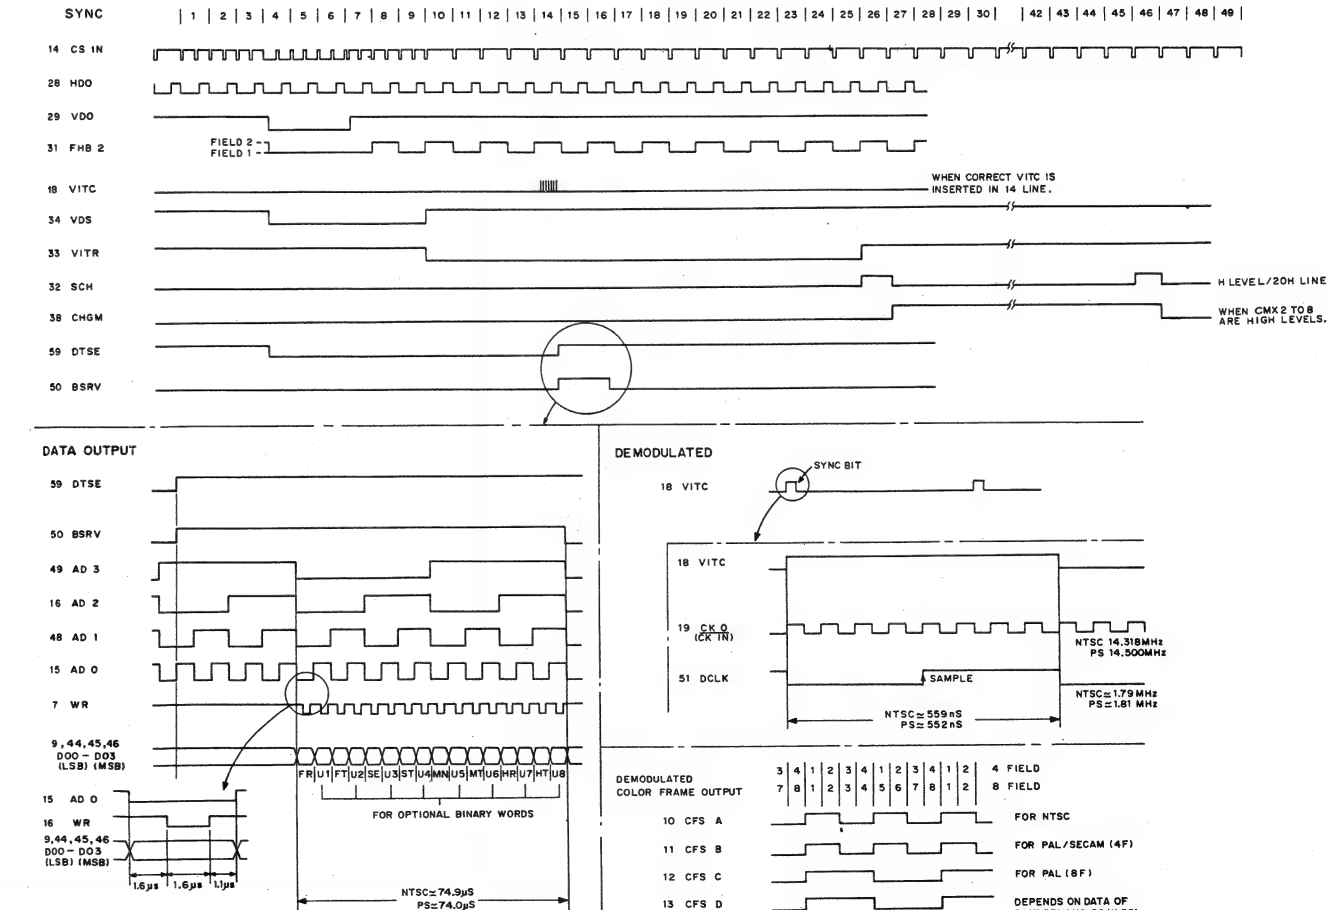 SYNC | 1 | 2 | 3 | 4 | 5 | 6 | 7 | 8 | 9 | 10 | 11 | 12 | 13 | 14 | 15 | 16 | 17 | 18 | 19 | 20 | 21 | 22 | 23 | 24 | 25 | 26 | 27 | 28 | 29 | 30 | | 42 | 43 | 44 | 45 | 46 | 47 | 48 | 49 |
14 CS IN
28 HDO
29 VDO
31 FHB 2
FIELD 2
FIELD 1
18 VITC
WHEN CORRECT VITC IS
INSERTED IN 14 LINE.
34 VDS
33 VITR
32 SCH
H LEVEL/20H LINE
38 CHGM
WHEN CMX 2 TO 8
ARE HIGH LEVELS.
59 DTSE
50 BSRV
DATA OUTPUT
59 DTSE
50 BSRV
49 AD 3
16 AD 2
48 AD 1
15 AD 0
7 WR
9,44,45,46
D00 - D03
(LSB) (MSB)
FR|U1|FT|U2|SE|U3|ST|U4|MN|U5|MT|U6|HR|U7|HT|U8
FOR OPTIONAL BINARY WORDS
15 AD 0
16 WR
9,44,45,46
D00 - D03
(LSB) (MSB)
1.6µs 1.6µs 1.1µs
NTSC≃74.9µS
PS≃74.0µS
DEMODULATED
18 VITC
SYNC BIT
18 VITC
19 CK O
(CK IN)
NTSC 14.318MHz
PS 14.500MHz
51 DCLK
SAMPLE
NTSC≃1.79 MHz
PS≃1.81 MHz
NTSC≃559nS
PS≃552nS
DEMODULATED
COLOR FRAME OUTPUT
3 | 4 | 1 | 2 | 3 | 4 | 1 | 2 | 3 | 4 | 1 | 2 | 4 FIELD
7 | 8 | 1 | 2 | 3 | 4 | 5 | 6 | 7 | 8 | 1 | 2 | 8 FIELD
10 CFS A
FOR NTSC
11 CFS B
FOR PAL/SECAM (4F)
12 CFS C
FOR PAL (8F)
13 CFS D
DEPENDS ON DATA OF